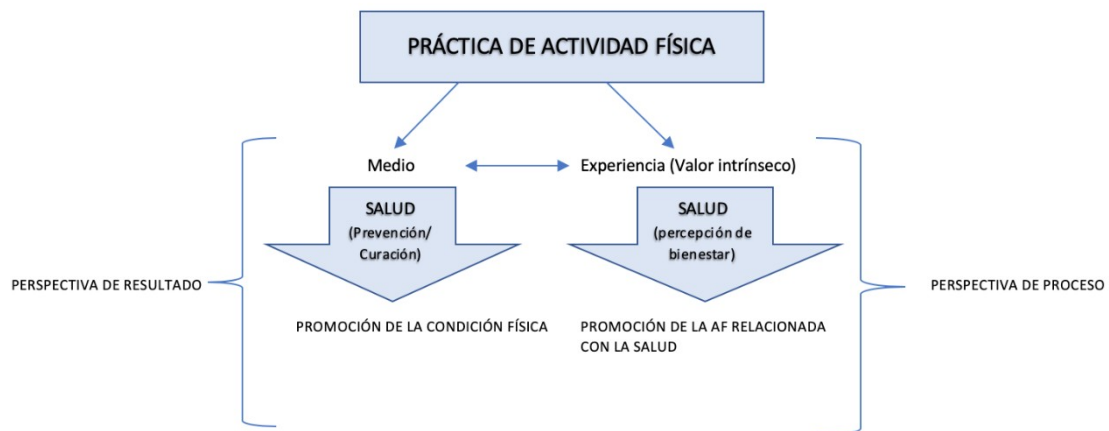 PRÁCTICA DE ACTIVIDAD FÍSICA
Medio
Experiencia (Valor intrínseco)
SALUD
(Prevención/
Curación)
SALUD
(percepción de
bienestar)
PERSPECTIVA DE RESULTADO
PERSPECTIVA DE PROCESO
PROMOCIÓN DE LA CONDICIÓN FÍSICA
PROMOCIÓN DE LA AF RELACIONADA
CON LA SALUD